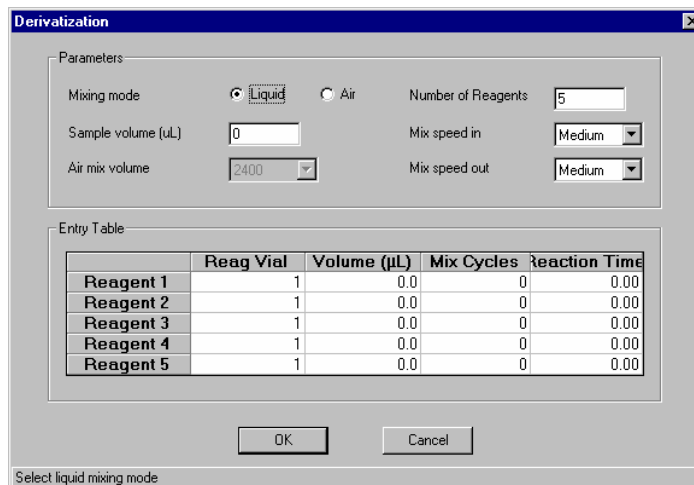 Derivatization
Parameters
Mixing mode Liquid Air Number of Reagents 5
Sample volume (uL) 0 Mix speed in Medium
Air mix volume 2400 Mix speed out Medium
Entry Table
Reag Vial Volume (µL) Mix Cycles Reaction Time
Reagent 1 1 0.0 0 0.00
Reagent 2 1 0.0 0 0.00
Reagent 3 1 0.0 0 0.00
Reagent 4 1 0.0 0 0.00
Reagent 5 1 0.0 0 0.00
OK Cancel
Select liquid mixing mode